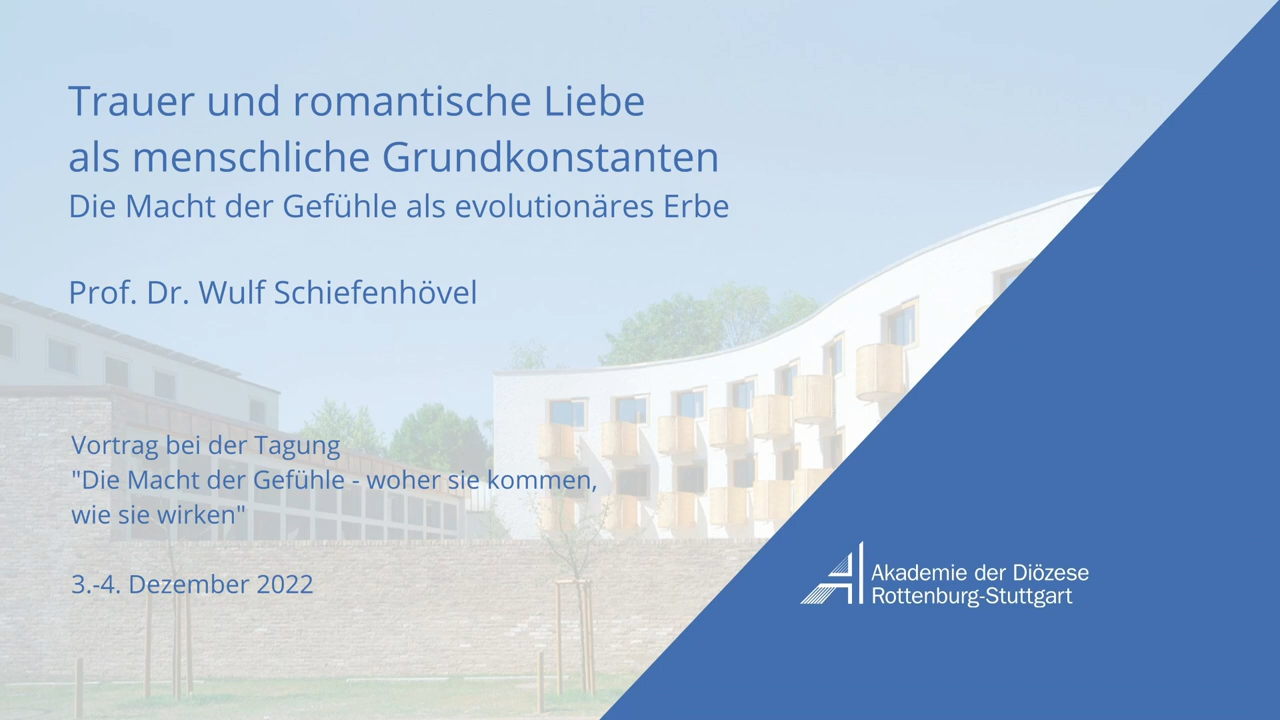 Trauer und romantische Liebe
als menschliche Grundkonstanten
Die Macht der Gefühle als evolutionäres Erbe
Prof. Dr. Wulf Schiefenhövel
Vortrag bei der Tagung
"Die Macht der Gefühle - woher sie kommen,
wie sie wirken"
3.-4. Dezember 2022
Akademie der Diözese
Rottenburg-Stuttgart